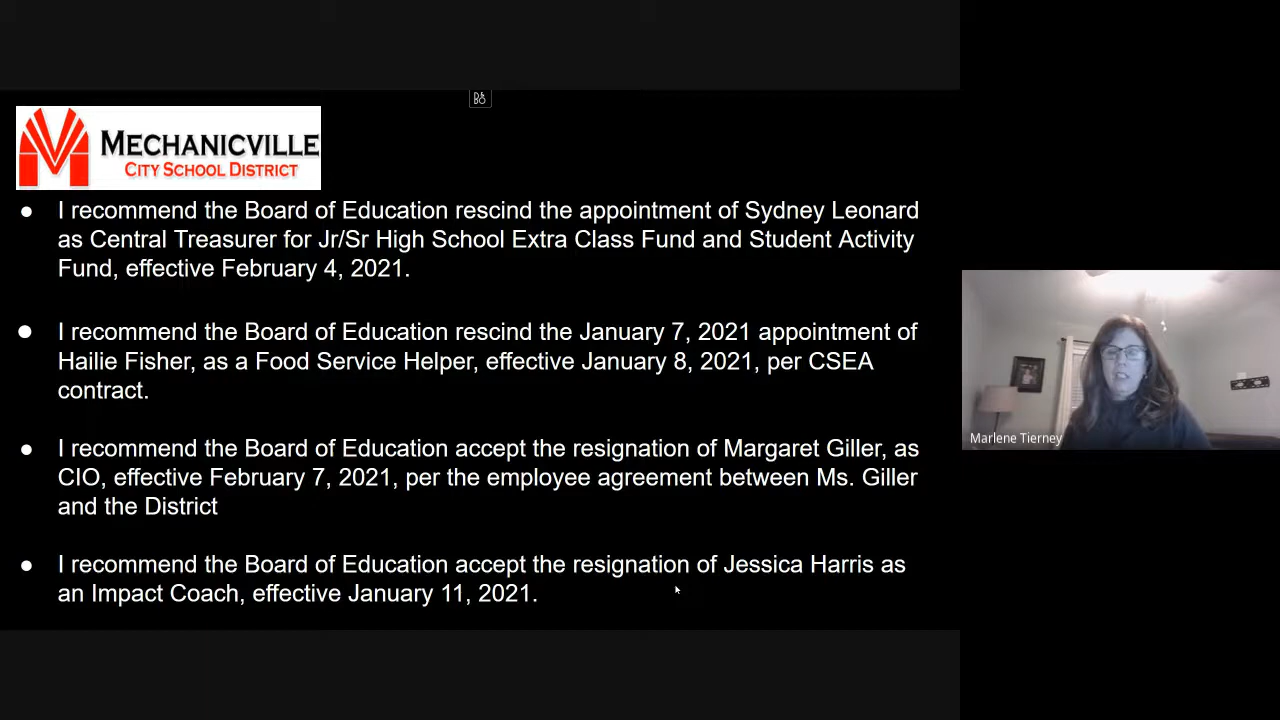 MECHANICVILLE
CITY SCHOOL DISTRICT
● I recommend the Board of Education rescind the appointment of Sydney Leonard
as Central Treasurer for Jr/Sr High School Extra Class Fund and Student Activity
Fund, effective February 4, 2021.
● I recommend the Board of Education rescind the January 7, 2021 appointment of
Hailie Fisher, as a Food Service Helper, effective January 8, 2021, per CSEA
contract.
● I recommend the Board of Education accept the resignation of Margaret Giller, as
CIO, effective February 7, 2021, per the employee agreement between Ms. Giller
and the District
● I recommend the Board of Education accept the resignation of Jessica Harris as
an Impact Coach, effective January 11, 2021.
Marlene Tierney